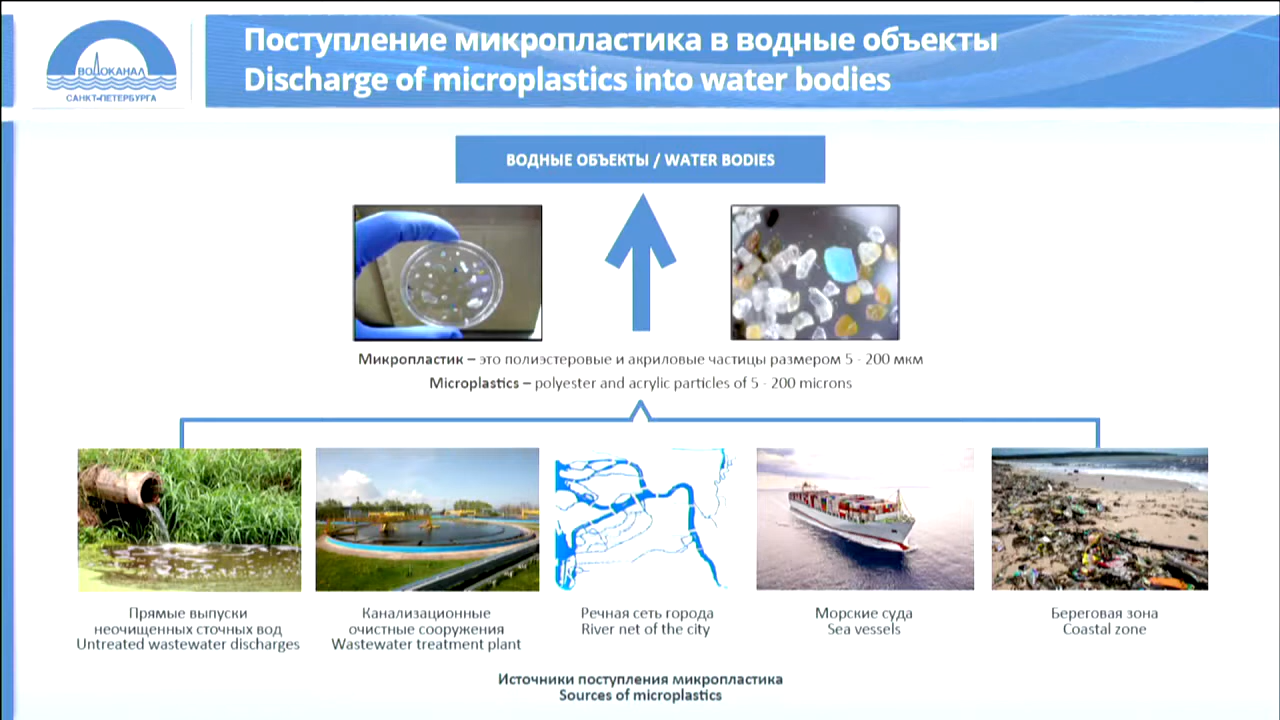 Поступление микропластика в водные объекты
Discharge of microplastics into water bodies
ВОДОКАНАЛ
САНКТ-ПЕТЕРБУРГА
ВОДНЫЕ ОБЪЕКТЫ / WATER BODIES
Микропластик – это полиэстеровые и акриловые частицы размером 5 - 200 мкм
Microplastics – polyester and acrylic particles of 5 - 200 microns
Прямые выпуски
неочищенных сточных вод
Untreated wastewater discharges
Канализационные
очистные сооружения
Wastewater treatment plant
Речная сеть города
River net of the city
Морские суда
Sea vessels
Береговая зона
Coastal zone
Источники поступления микропластика
Sources of microplastics